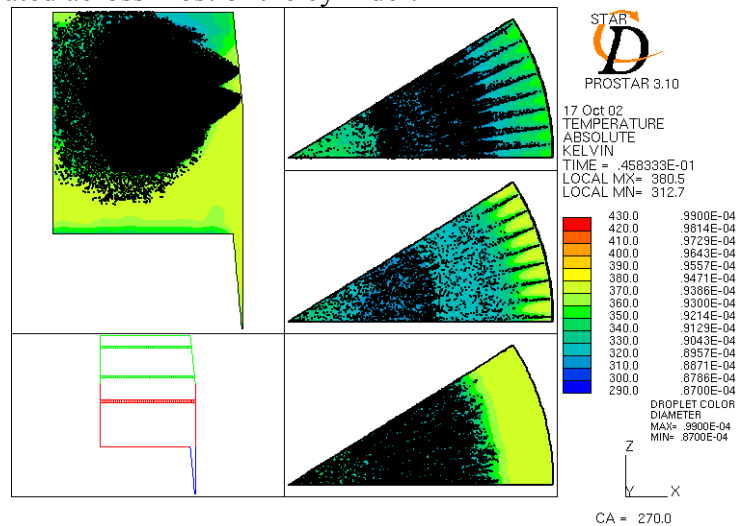 STAR
D
PROSTAR 3.10
17 Oct 02
TEMPERATURE
ABSOLUTE
KELVIN
TIME = .458333E-01
LOCAL MX= 380.5
LOCAL MN= 312.7
430.0 .9900E-04
420.0 .9814E-04
410.0 .9729E-04
400.0 .9643E-04
390.0 .9557E-04
380.0 .9471E-04
370.0 .9386E-04
360.0 .9300E-04
350.0 .9214E-04
340.0 .9129E-04
330.0 .9043E-04
320.0 .8957E-04
310.0 .8871E-04
300.0 .8786E-04
290.0 .8700E-04
DROPLET COLOR
DIAMETER
MAX= .9900E-04
MIN= .8700E-04
Z
Y X
CA = 270.0